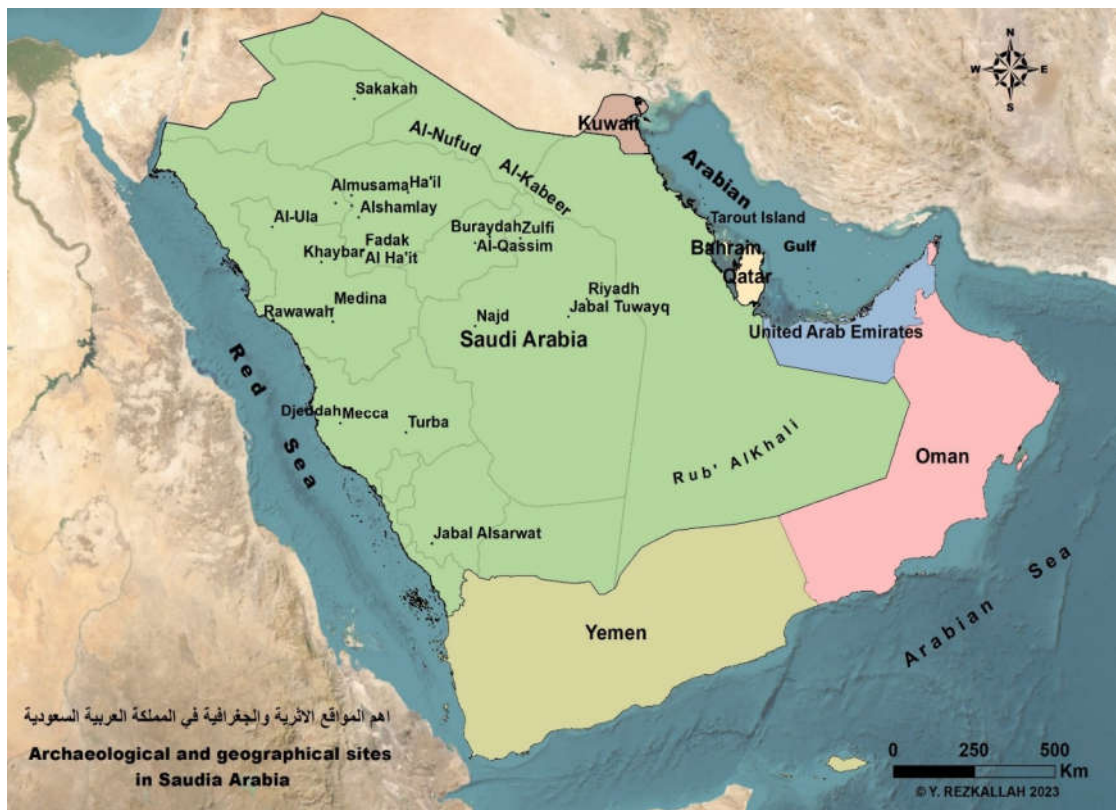 N
W E
S
Sakakah
Kuwait
Al-Nufud
Al-Kabeer
Arabian
Gulf
Almusama
Ha'il
Alshamlay
Al-Ula
Tarout Island
Buraydah
Zulfi
Al-Qassim
Fadak
Khaybar
Al Ha'it
Bahrain
Qatar
Riyadh
Jabal Tuwayq
Medina
Rawawah
Najd
Saudi Arabia
United Arab Emirates
Red Sea
Djeddah
Mecca
Turba
Rub' AlKhali
Oman
Jabal Alsarwat
Yemen
Arabian Sea
اهم المواقع الاثرية والجغرافية في المملكة العربية السعودية
Archaeological and geographical sites
in Saudia Arabia
0 250 500
Km
© Y. REZKALLAH 2023